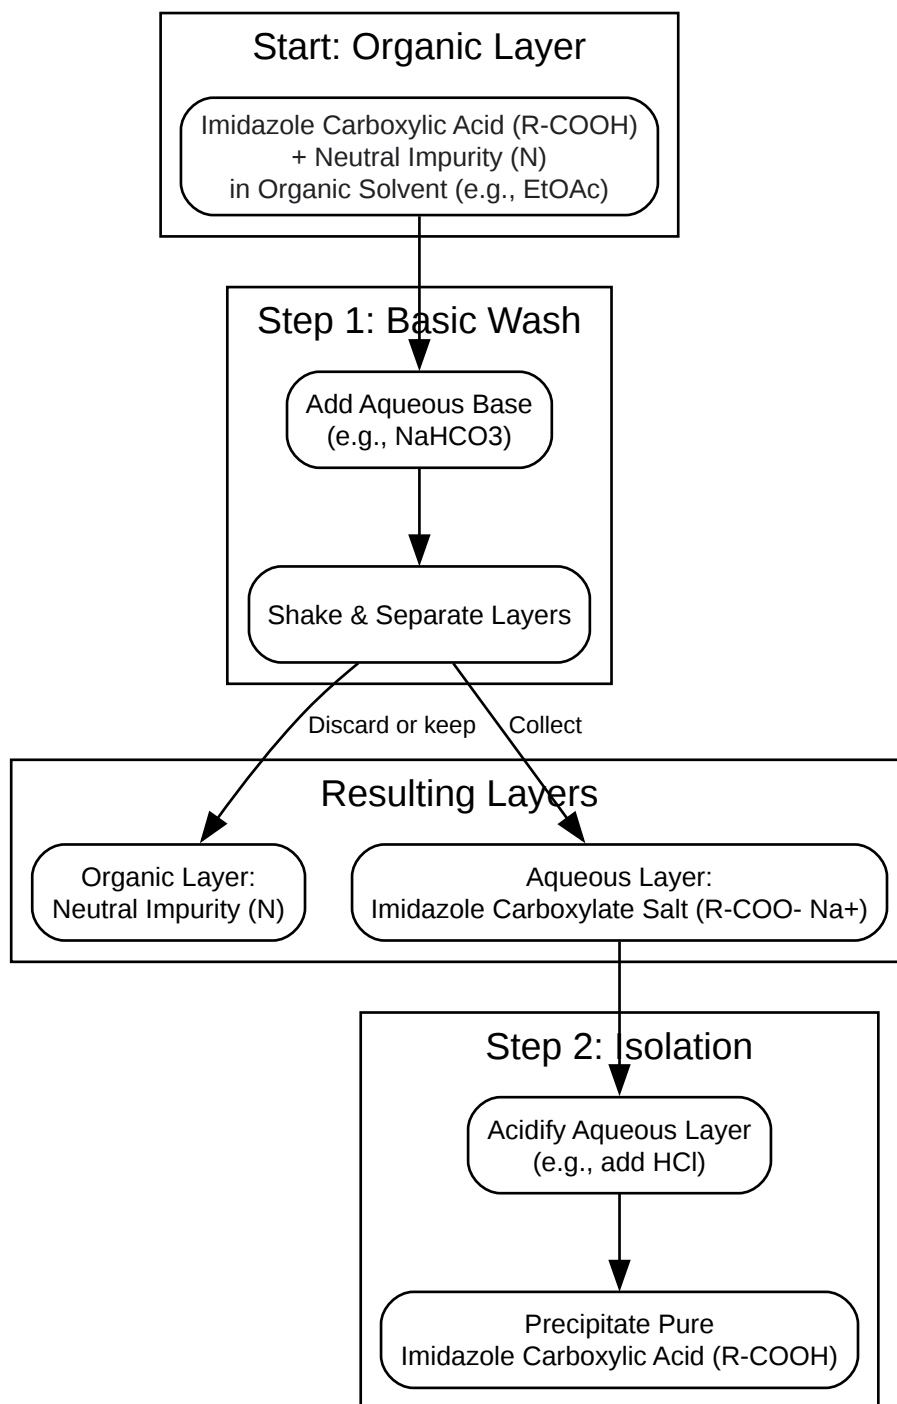 Start: Organic Layer
Imidazole Carboxylic Acid (R-COOH)
+ Neutral Impurity (N)
in Organic Solvent (e.g., EtOAc)
Step 1: Basic Wash
Add Aqueous Base
(e.g., NaHCO3)
Shake & Separate Layers
Discard or keep
Collect
Resulting Layers
Organic Layer:
Neutral Impurity (N)
Aqueous Layer:
Imidazole Carboxylate Salt (R-COO- Na+)
Step 2: Isolation
Acidify Aqueous Layer
(e.g., add HCl)
Precipitate Pure
Imidazole Carboxylic Acid (R-COOH)